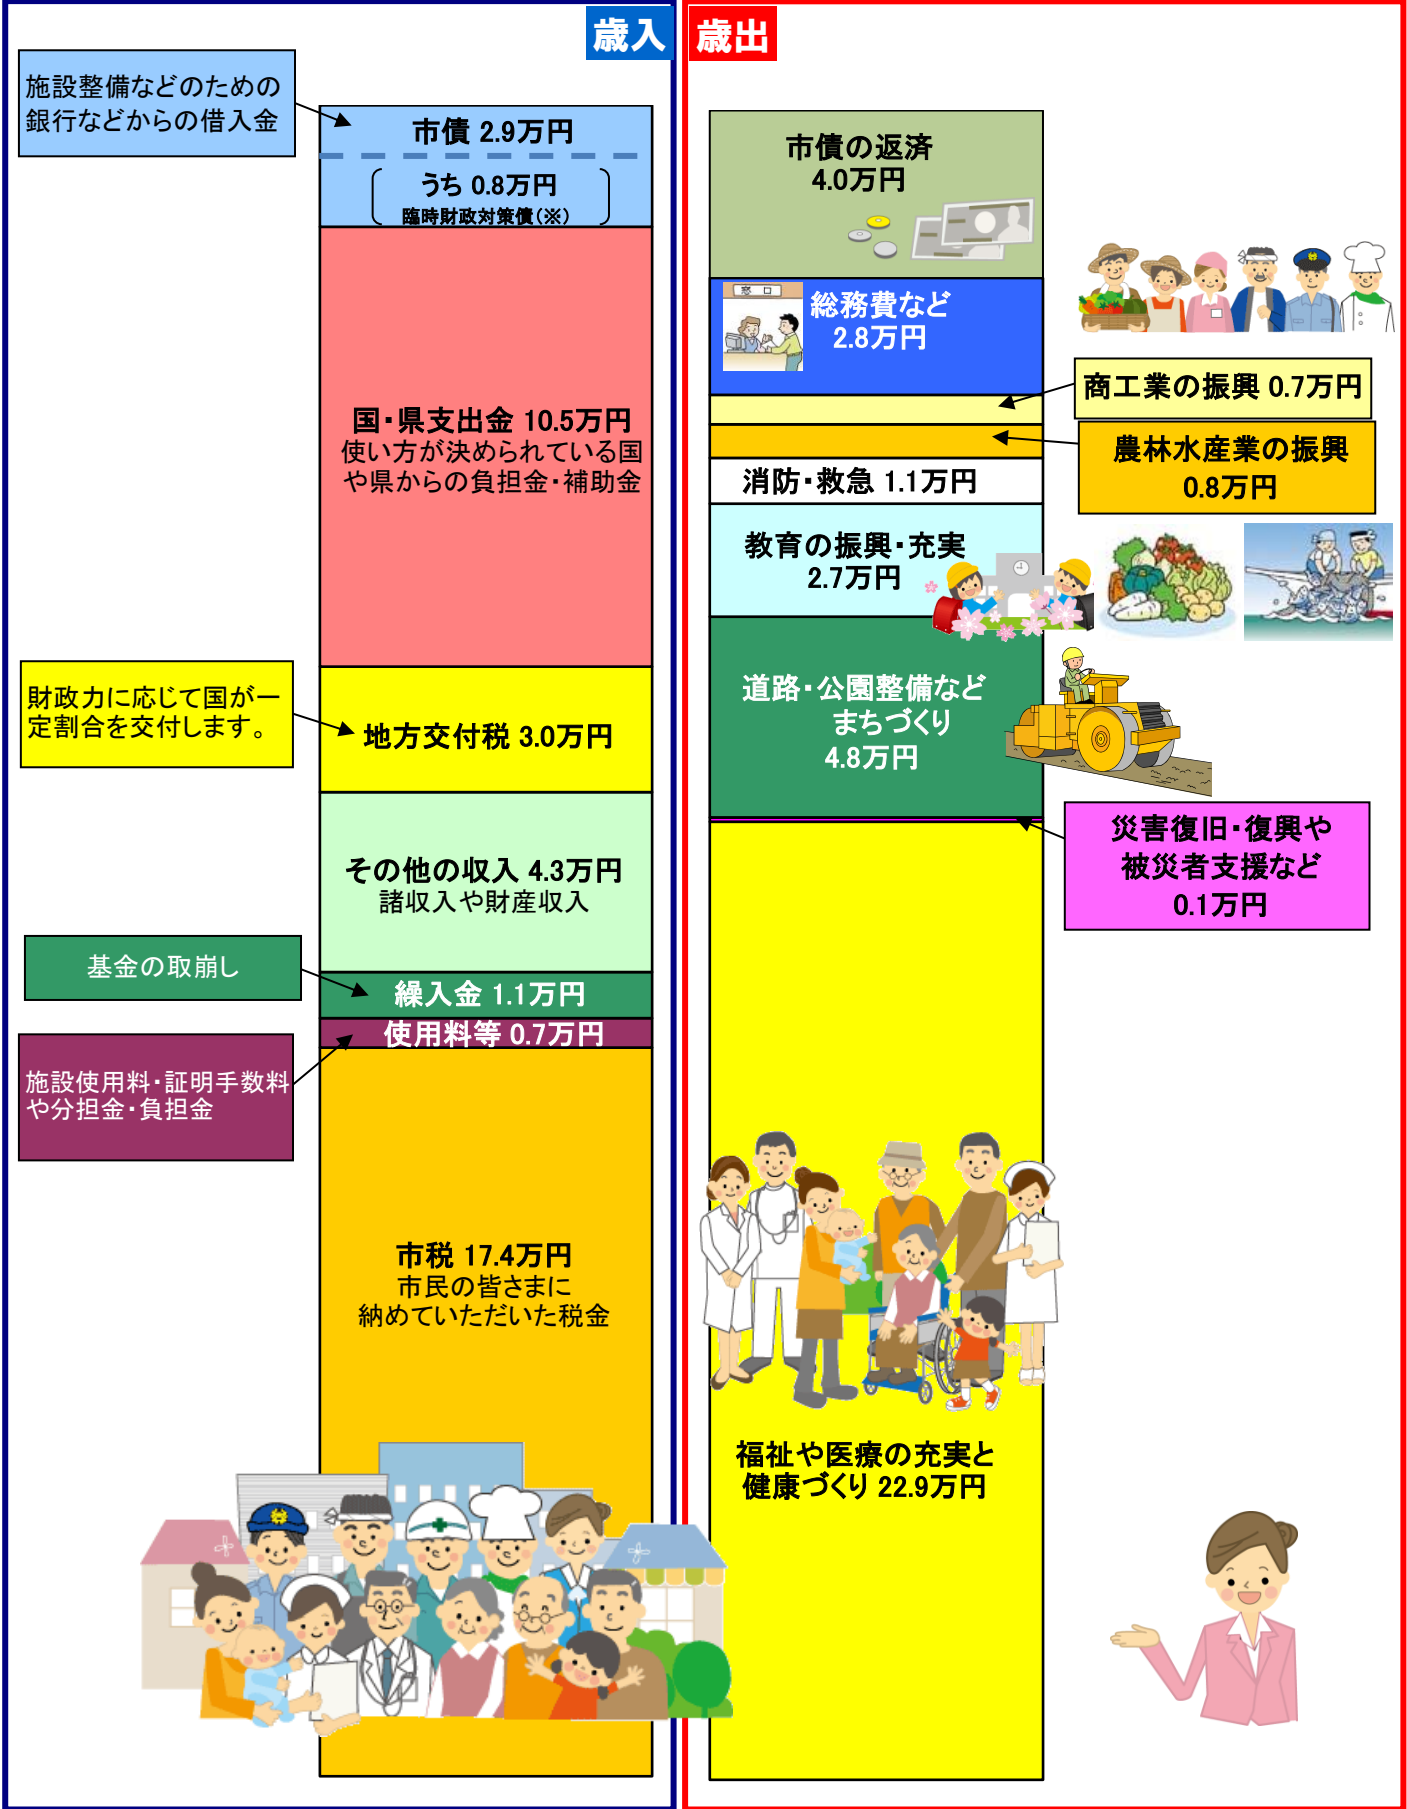 歳入
施設整備などのための
銀行などからの借入金
市債 2.9万円
うち 0.8万円
臨時財政対策債(※)
国・県支出金 10.5万円
使い方が決められている国
や県からの負担金・補助金
財政力に応じて国が一
定割合を交付します。
地方交付税 3.0万円
その他の収入 4.3万円
諸収入や財産収入
基金の取崩し
繰入金 1.1万円
使用料等 0.7万円
施設使用料・証明手数料
や分担金・負担金
市税 17.4万円
市民の皆さまに
納めていただいた税金
歳出
市債の返済
4.0万円
窓口
総務費など
2.8万円
商工業の振興 0.7万円
農林水産業の振興
0.8万円
消防・救急 1.1万円
教育の振興・充実
2.7万円
道路・公園整備など
まちづくり
4.8万円
災害復旧・復興や
被災者支援など
0.1万円
福祉や医療の充実と
健康づくり 22.9万円